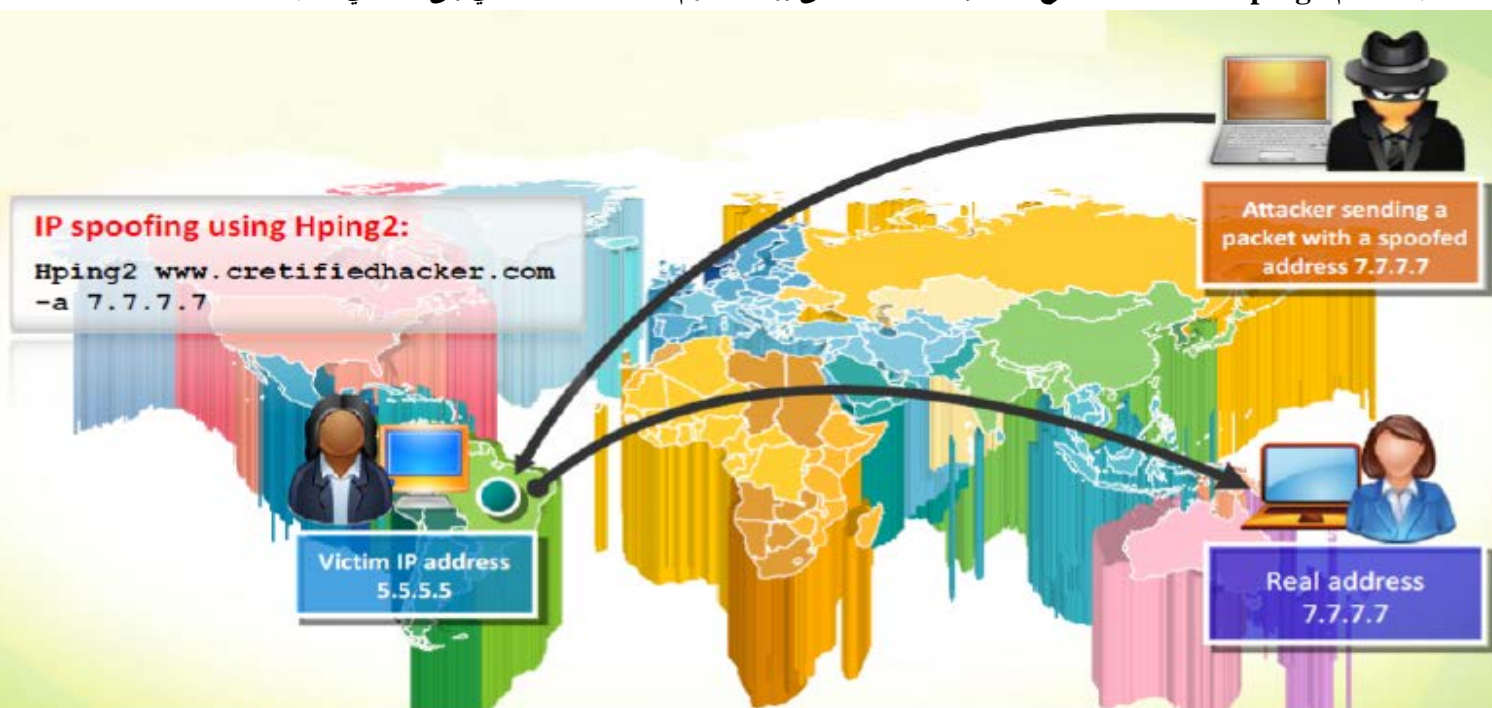 IP spoofing using Hping2:
Hping2 www.cretifiedhacker.com
-a 7.7.7.7
Attacker sending a
packet with a spoofed
address 7.7.7.7
Victim IP address
5.5.5.5
Real address
7.7.7.7